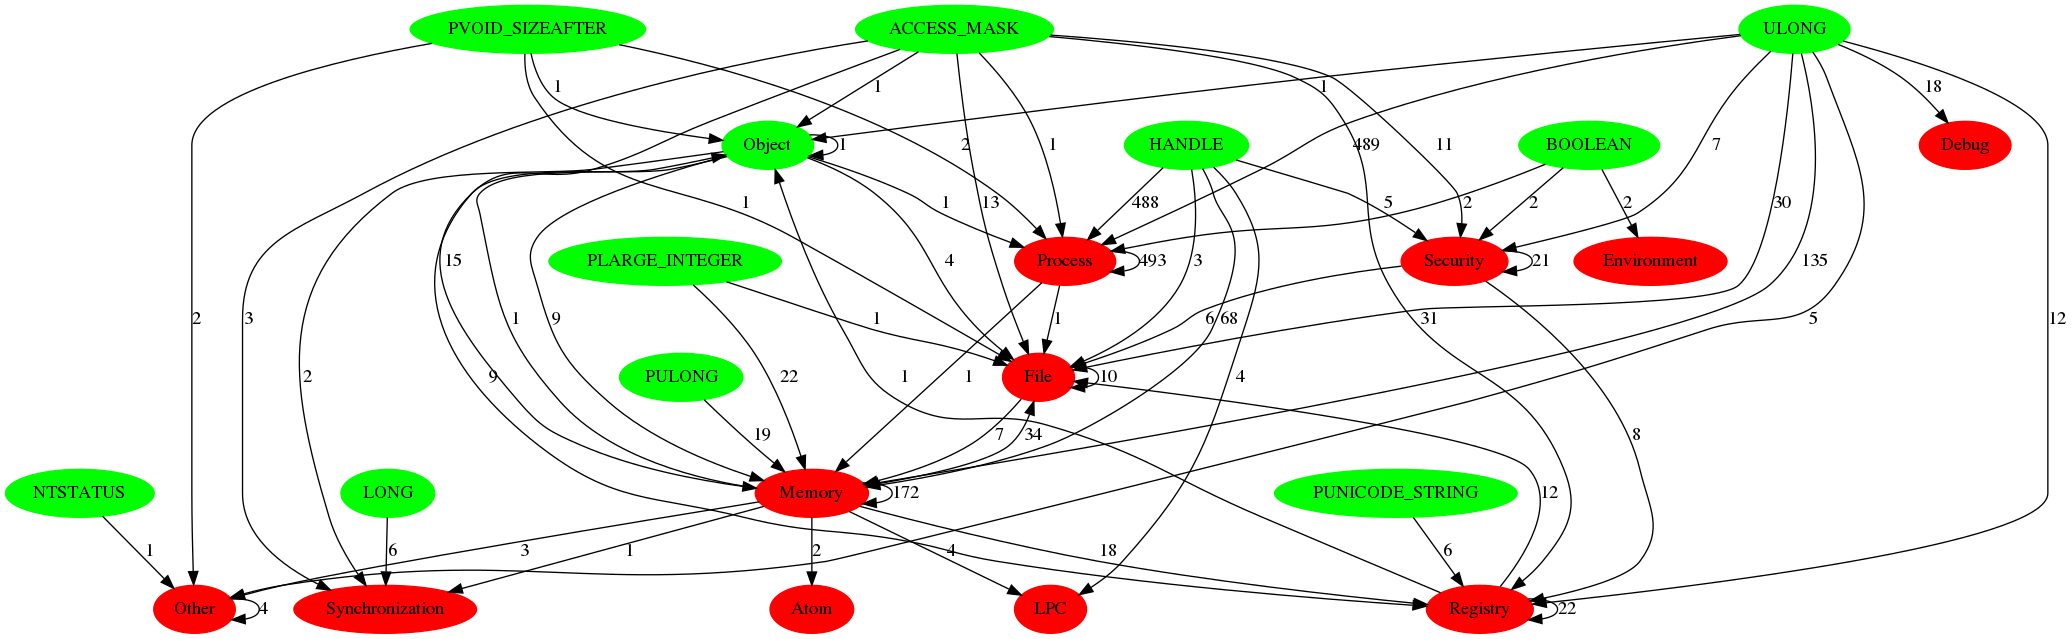 PVOID_SIZEAFTER ACCESS_MASK ULONG
1 1 1 18
Object 1 2 1 HANDLE 489 11 BOOLEAN 7 Debug
1 13 1 488 5 2 2 2 30
15 1 9 PLARGE_INTEGER 4 Process 493 3 Security 21 Environment 135
2 3 2 1 9 1 1 6 68 31 5 12
PULONG 22 1 1 File 10 4
19 7 34 8
NTSTATUS LONG Memory 172 12 PUNICODE_STRING
1 6 3 1 2 4 18 6
Other 4 Synchronization Atom LPC Registry 22